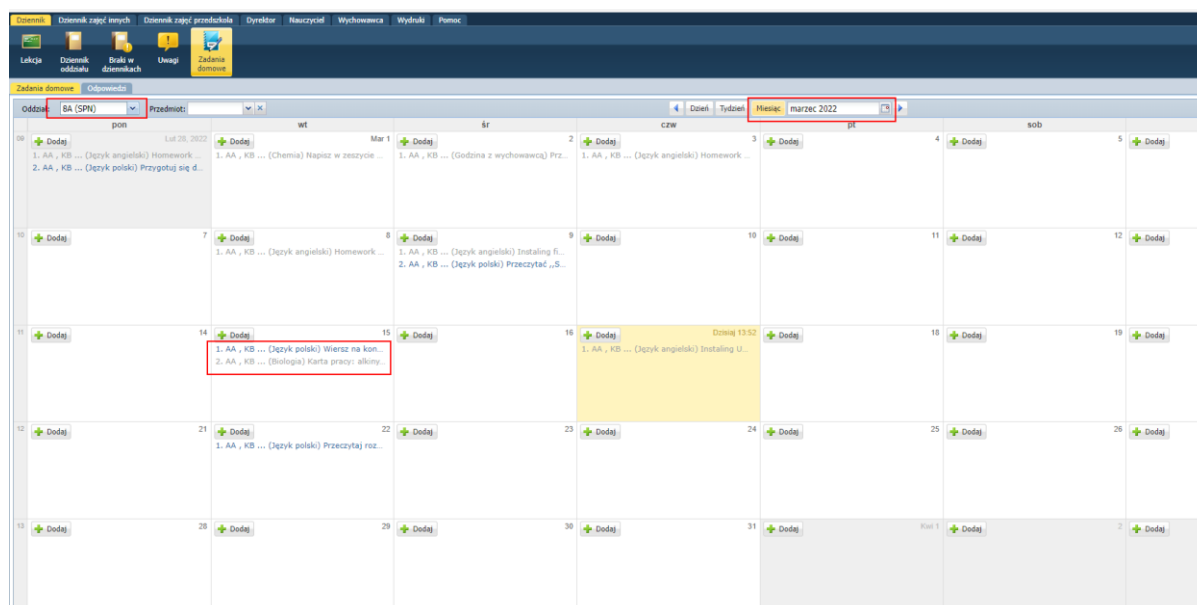 Dziennik Dziennik zajęć innych Dziennik zajęć przedszkola Dyrektor Nauczyciel Wychowawca Wydruki Pomoc
Lekcja Dziennik oddziału Braki w dziennikach Uwagi Zadania domowe
Zadania domowe Odpowiedzi
Oddział: 8A (SPN) Przedmiot: Dzień Tydzień Miesiąc marzec 2022
pon wt śr czw pt sob
09 Dodaj Lut 28, 2022 Dodaj Mar 1 Dodaj 2 Dodaj 3 Dodaj 4 Dodaj 5 Dodaj
1. AA , KB ... (Język angielski) Homework ... 1. AA , KB ... (Chemia) Napisz w zeszycie ... 1. AA , KB ... (Godzina z wychowawcą) Prz... 1. AA , KB ... (Język angielski) Homework ...
2. AA , KB ... (Język polski) Przygotuj się d...
10 Dodaj 7 Dodaj 8 Dodaj 9 Dodaj 10 Dodaj 11 Dodaj 12 Dodaj
1. AA , KB ... (Język angielski) Homework ... 1. AA , KB ... (Język angielski) Instaling fi...
2. AA , KB ... (Język polski) Przeczytać ,,S...
11 Dodaj 14 Dodaj 15 Dodaj 16 Dodaj Dzisiaj 13:52 Dodaj 18 Dodaj 19 Dodaj
1. AA , KB ... (Język polski) Wiersz na kon... 1. AA , KB ... (Język angielski) Instaling U...
2. AA , KB ... (Biologia) Karta pracy: alkiny...
12 Dodaj 21 Dodaj 22 Dodaj 23 Dodaj 24 Dodaj 25 Dodaj 26 Dodaj
1. AA , KB ... (Język polski) Przeczytaj roz...
13 Dodaj 28 Dodaj 29 Dodaj 30 Dodaj 31 Dodaj Kwi 1 Dodaj 2 Dodaj